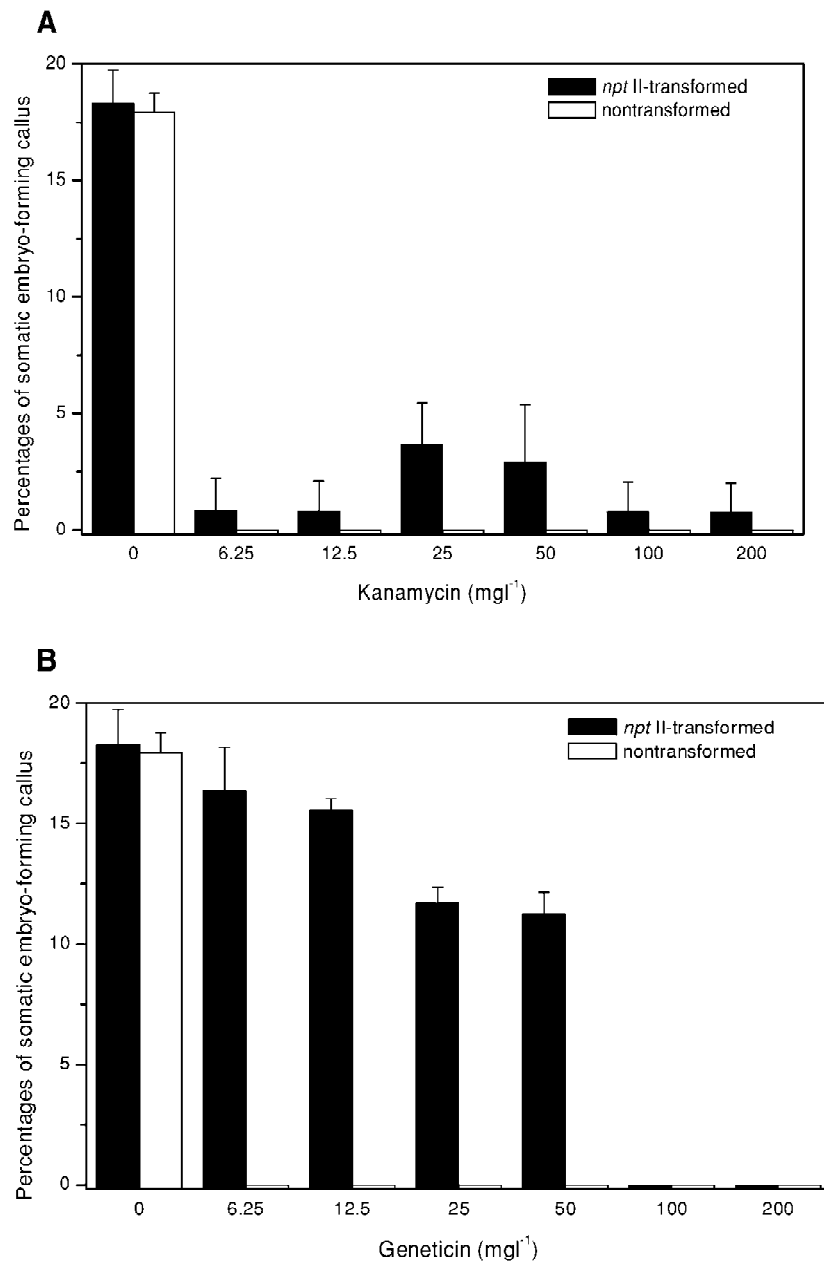 A
Percentages of somatic embryo-forming callus
20
15
10
5
0
npt II-transformed
nontransformed
0 6.25 12.5 25 50 100 200
Kanamycin (mgl⁻¹)
B
Percentages of somatic embryo-forming callus
20
15
10
5
0
npt II-transformed
nontransformed
0 6.25 12.5 25 50 100 200
Geneticin (mgl⁻¹)